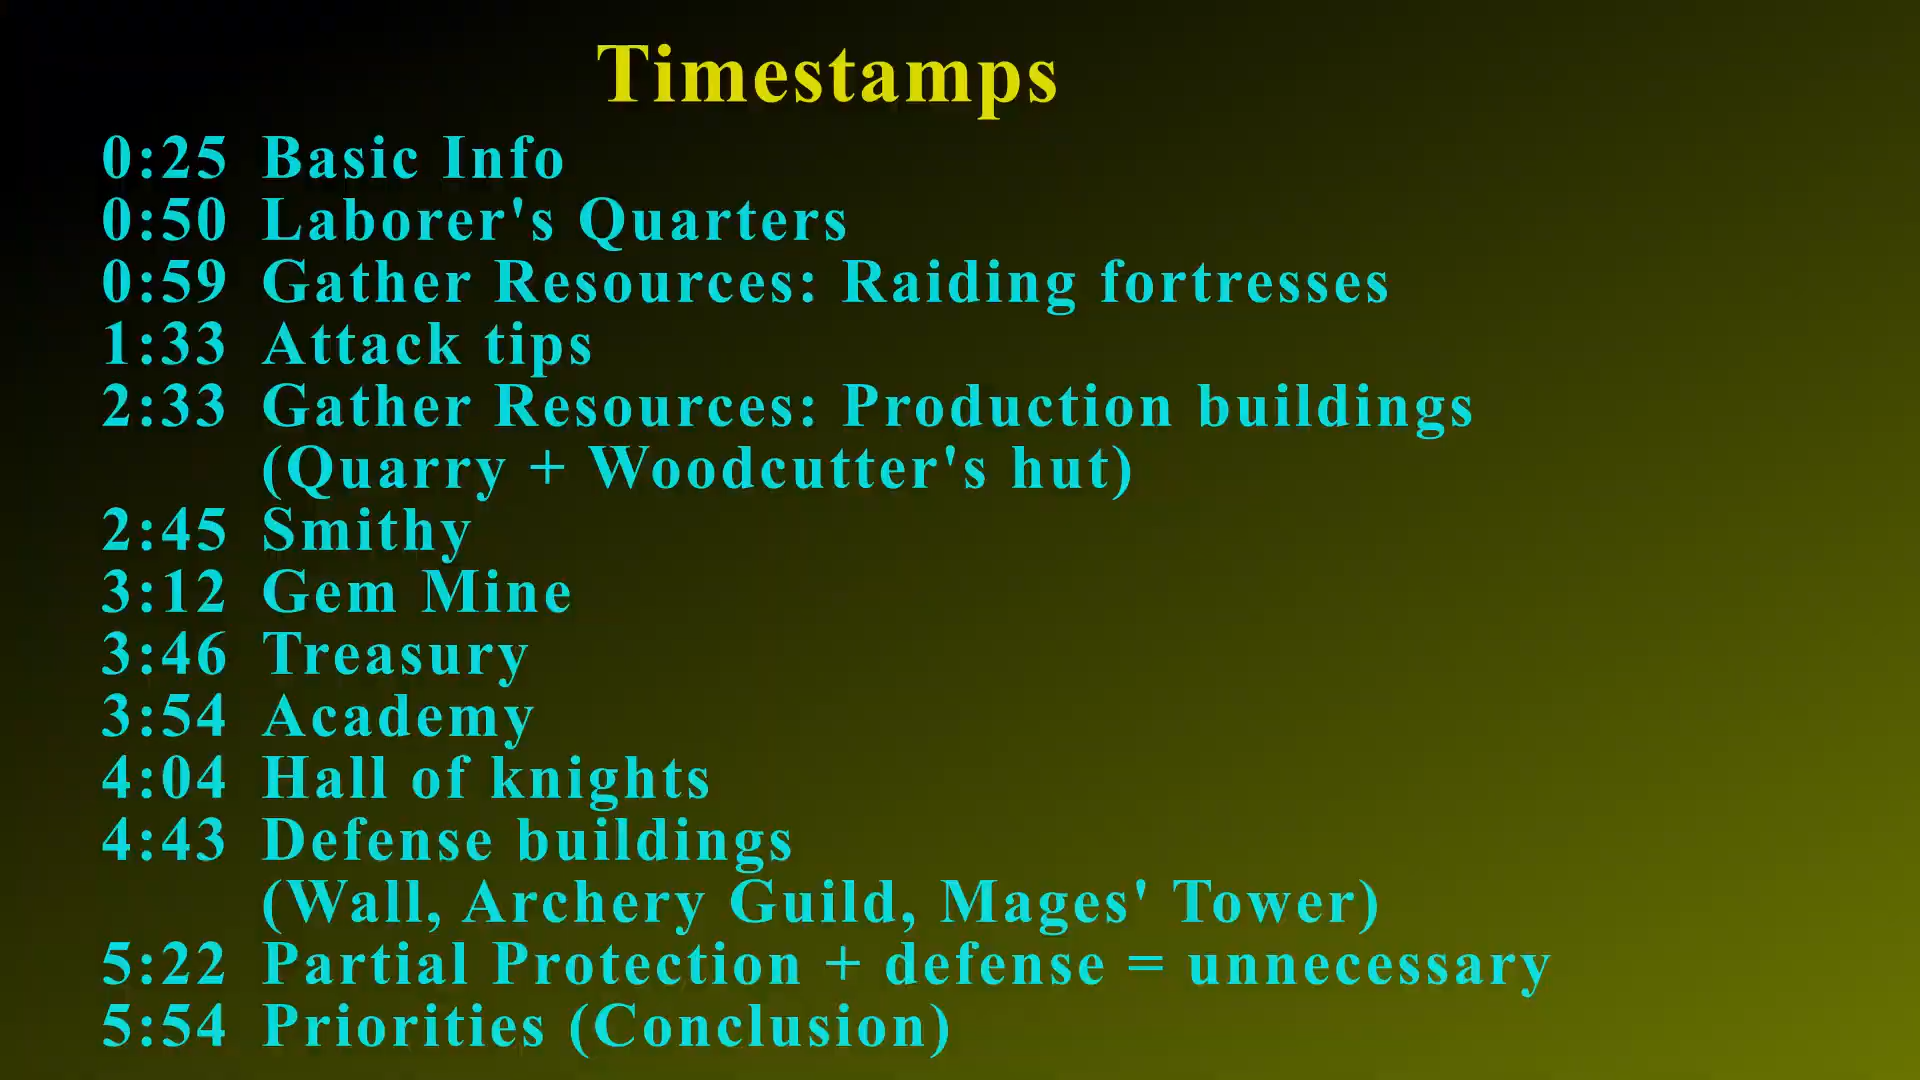 Timestamps
0:25 Basic Info
0:50 Laborer's Quarters
0:59 Gather Resources: Raiding fortresses
1:33 Attack tips
2:33 Gather Resources: Production buildings
(Quarry + Woodcutter's hut)
2:45 Smithy
3:12 Gem Mine
3:46 Treasury
3:54 Academy
4:04 Hall of knights
4:43 Defense buildings
(Wall, Archery Guild, Mages' Tower)
5:22 Partial Protection + defense = unnecessary
5:54 Priorities (Conclusion)